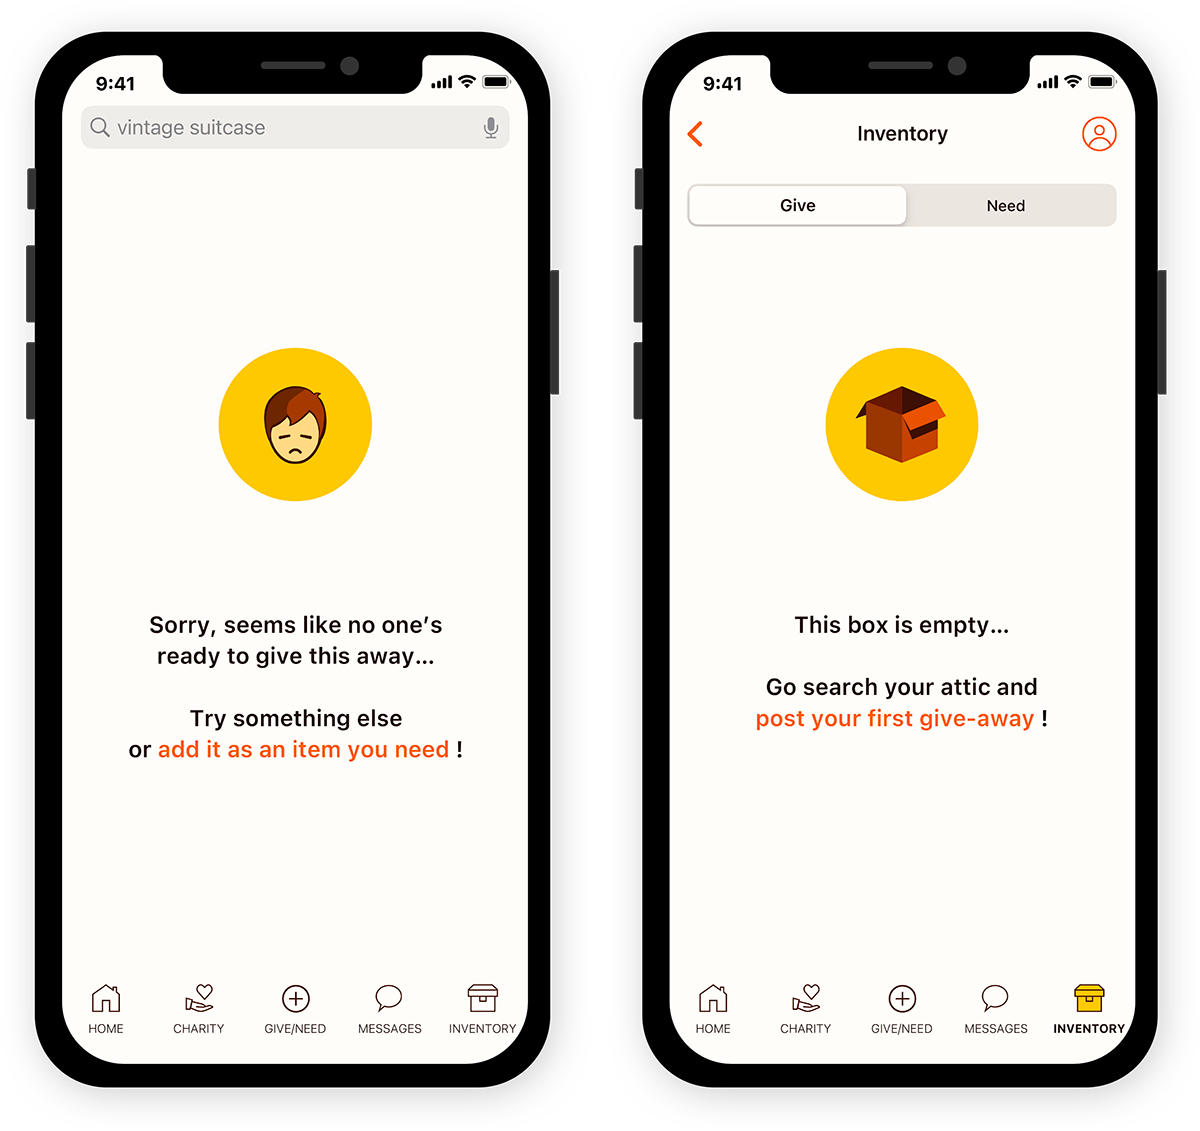 9:41
vintage suitcase
Sorry, seems like no one’s
ready to give this away...
Try something else
or add it as an item you need !
HOME
CHARITY
GIVE/NEED
MESSAGES
INVENTORY
9:41
Inventory
Give
Need
This box is empty...
Go search your attic and
post your first give-away !
HOME
CHARITY
GIVE/NEED
MESSAGES
INVENTORY